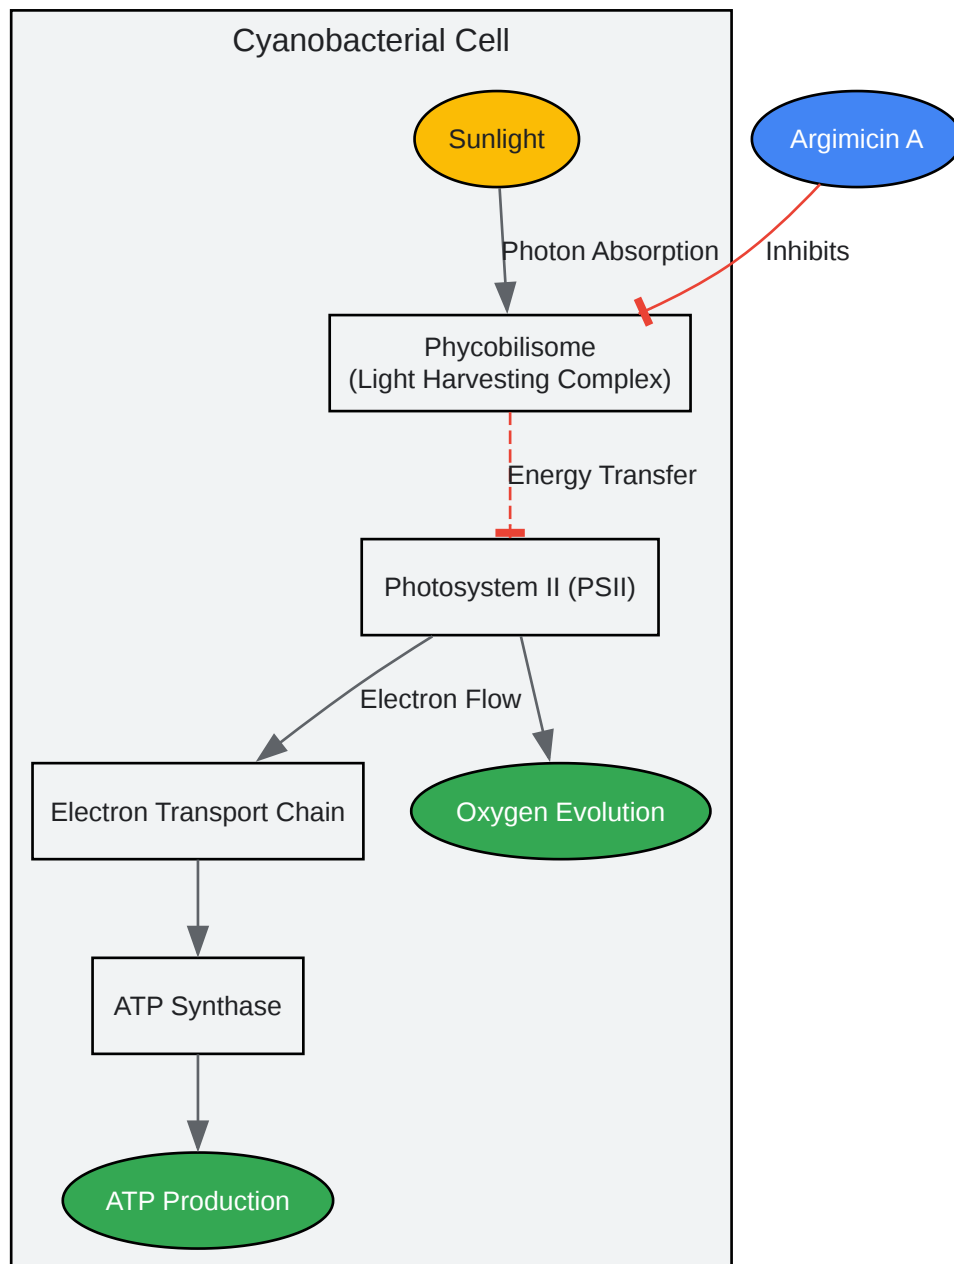 Cyanobacterial Cell
Sunlight
Argimicin A
Photon Absorption
Inhibits
Phycobilisome
(Light Harvesting Complex)
Energy Transfer
Photosystem II (PSII)
Electron Flow
Electron Transport Chain
Oxygen Evolution
ATP Synthase
ATP Production